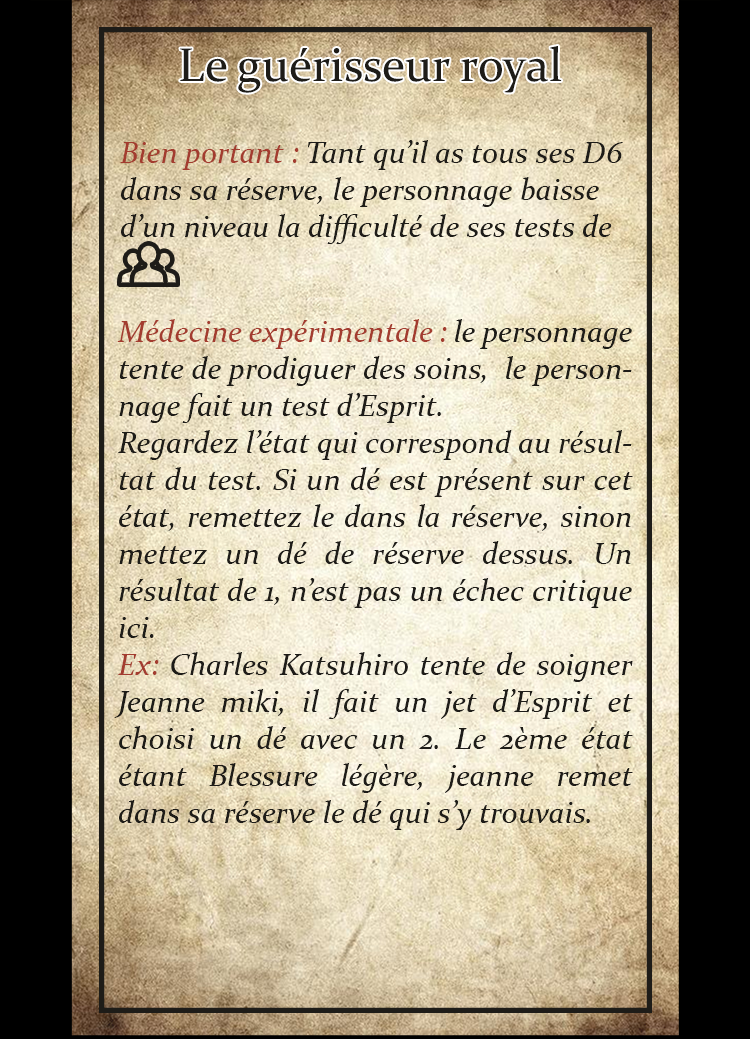 Le guérisseur royal
Bien portant : Tant qu’il as tous ses D6
dans sa réserve, le personnage baisse
d’un niveau la difficulté de ses tests de
Médecine expérimentale : le personnage
tente de prodiguer des soins,  le person-
nage fait un test d’Esprit.
Regardez l’état qui correspond au résul-
tat du test. Si un dé est présent sur cet
état, remettez le dans la réserve, sinon
mettez un dé de réserve dessus. Un
résultat de 1, n’est pas un échec critique
ici.
Ex: Charles Katsuhiro tente de soigner
Jeanne miki, il fait un jet d’Esprit et
choisi un dé avec un 2. Le 2ème état
étant Blessure légère, jeanne remet
dans sa réserve le dé qui s’y trouvais.